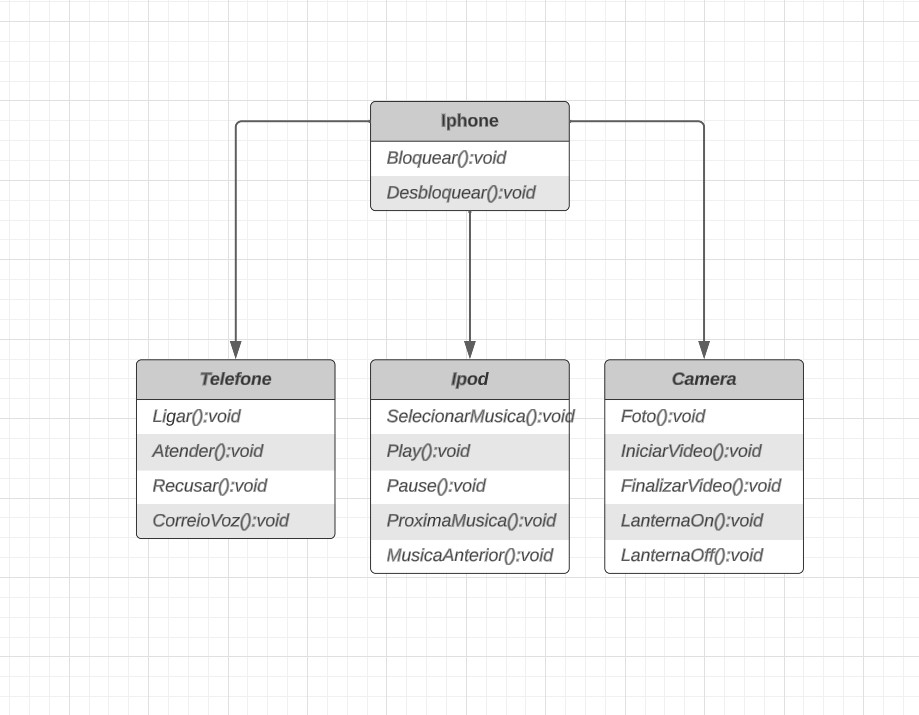 Iphone
Bloquear():void
Desbloquear():void
Telefone
Ligar():void
Atender():void
Recusar():void
CorreioVoz():void
Ipod
SelecionarMusica():void
Play():void
Pause():void
ProximaMusica():void
MusicaAnterior():void
Camera
Foto():void
IniciarVideo():void
FinalizarVideo():void
LanternaOn():void
LanternaOff():void